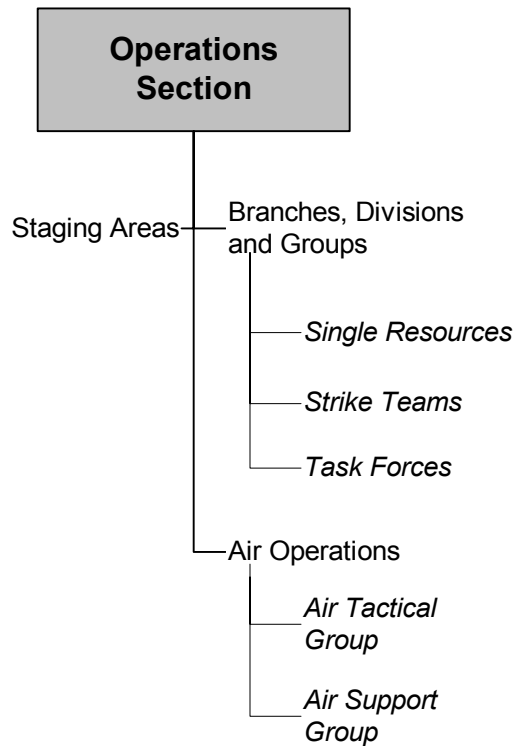 Operations
Section
Staging Areas
Branches, Divisions
and Groups
Single Resources
Strike Teams
Task Forces
Air Operations
Air Tactical
Group
Air Support
Group